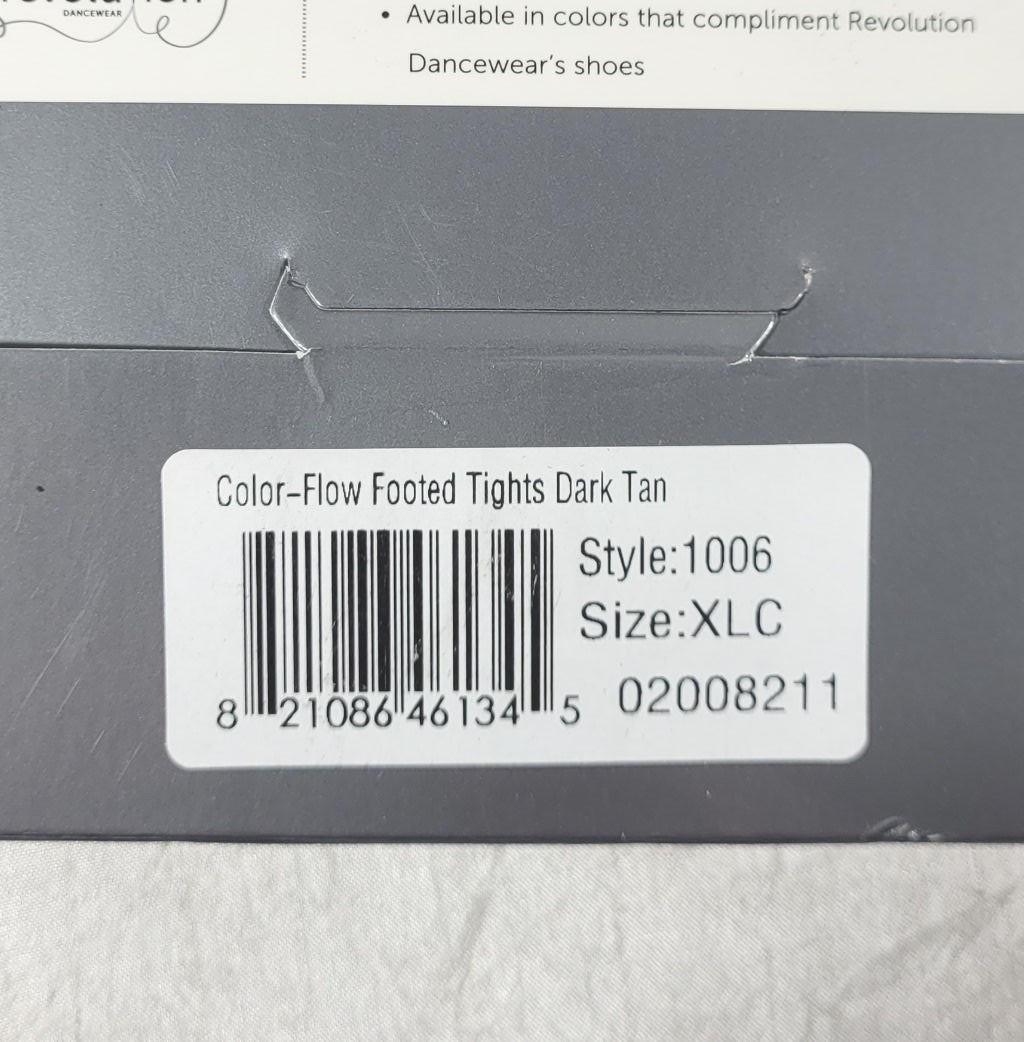 DANCEWEAR
• Available in colors that compliment Revolution
Dancewear's shoes
Color-Flow Footed Tights Dark Tan
Style:1006
Size:XLC
8 21086 46134 5
02008211